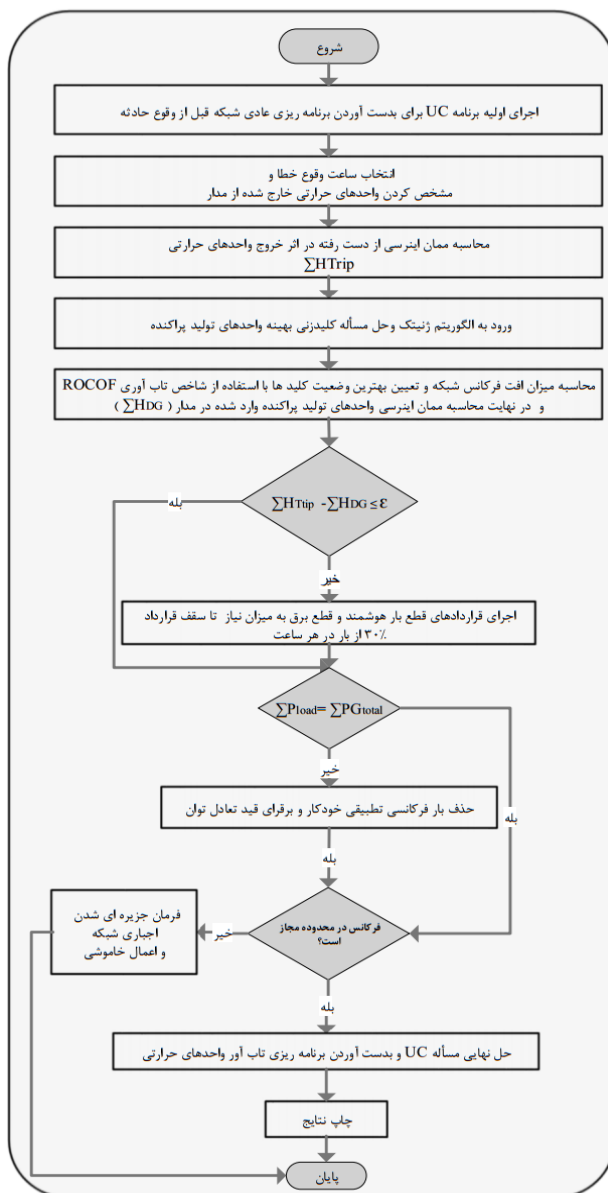 شروع
اجرای اولیه برنامه UC برای بدست آوردن برنامه ریزی عادی شبکه قبل از وقوع حادثه
انتخاب ساعت وقوع خطا و
مشخص کردن واحدهای حرارتی خارج شده از مدار
محاسبه ممان اینرسی از دست رفته در اثر خروج واحدهای حرارتی
∑HTrip
ورود به الگوریتم ژنیتک وحل مسأله کلیدزنی بهینه واحدهای تولید پراکنده
محاسبه میزان افت فرکانس شبکه و تعیین بهترین وضعیت کلید ها با استفاده از شاخص تاب آوری ROCOF
و در نهایت محاسبه ممان اینرسی واحدهای تولید پراکنده وارد شده در مدار ( ∑HDG )
∑HTtip -∑HDG ≤ ε
بله
خیر
اجرای قراردادهای قطع بار هوشمند و قطع برق به میزان نیاز تا سقف قرارداد
۳۰٪ از بار در هر ساعت
∑Pload= ∑PGtotal
خیر
بله
حذف بار فرکانسی تطبیقی خودکار و برقرای قید تعادل توان
بله
فرکانس در محدوده مجاز
است؟
خیر
فرمان جزیره ای شدن
اجباری شبکه
و اعمال خاموشی
بله
حل نهایی مسأله UC و بدست آوردن برنامه ریزی تاب آور واحدهای حرارتی
چاپ نتایج
پایان